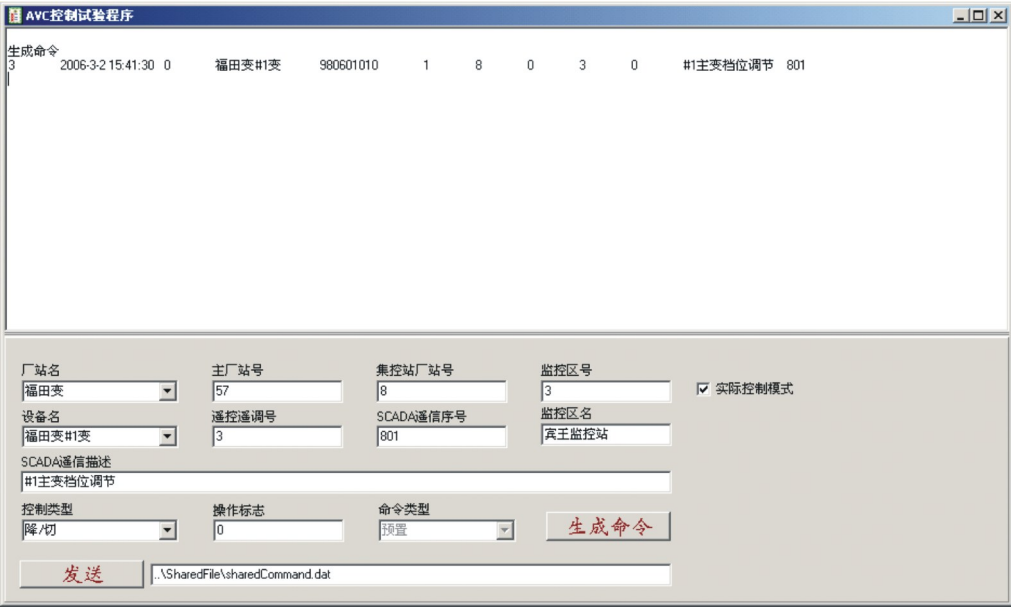 AVC控制试验程序
生成命令
3 2006-3-2 15:41:30 0 福田变#1变 980601010 1 8 0 3 0 #1主变档位调节 801
厂站名 主厂站号 集控站厂站号 监控区号
福田变 57 8 3 实际控制模式
设备名 遥控遥调号 SCADA遥信序号 监控区名
福田变#1变 3 801 宾王监控站
SCADA遥信描述
#1主变档位调节
控制类型 操作标志 命令类型
降/切 0 预置 生成命令
发送 ..\SharedFile\sharedCommand.dat